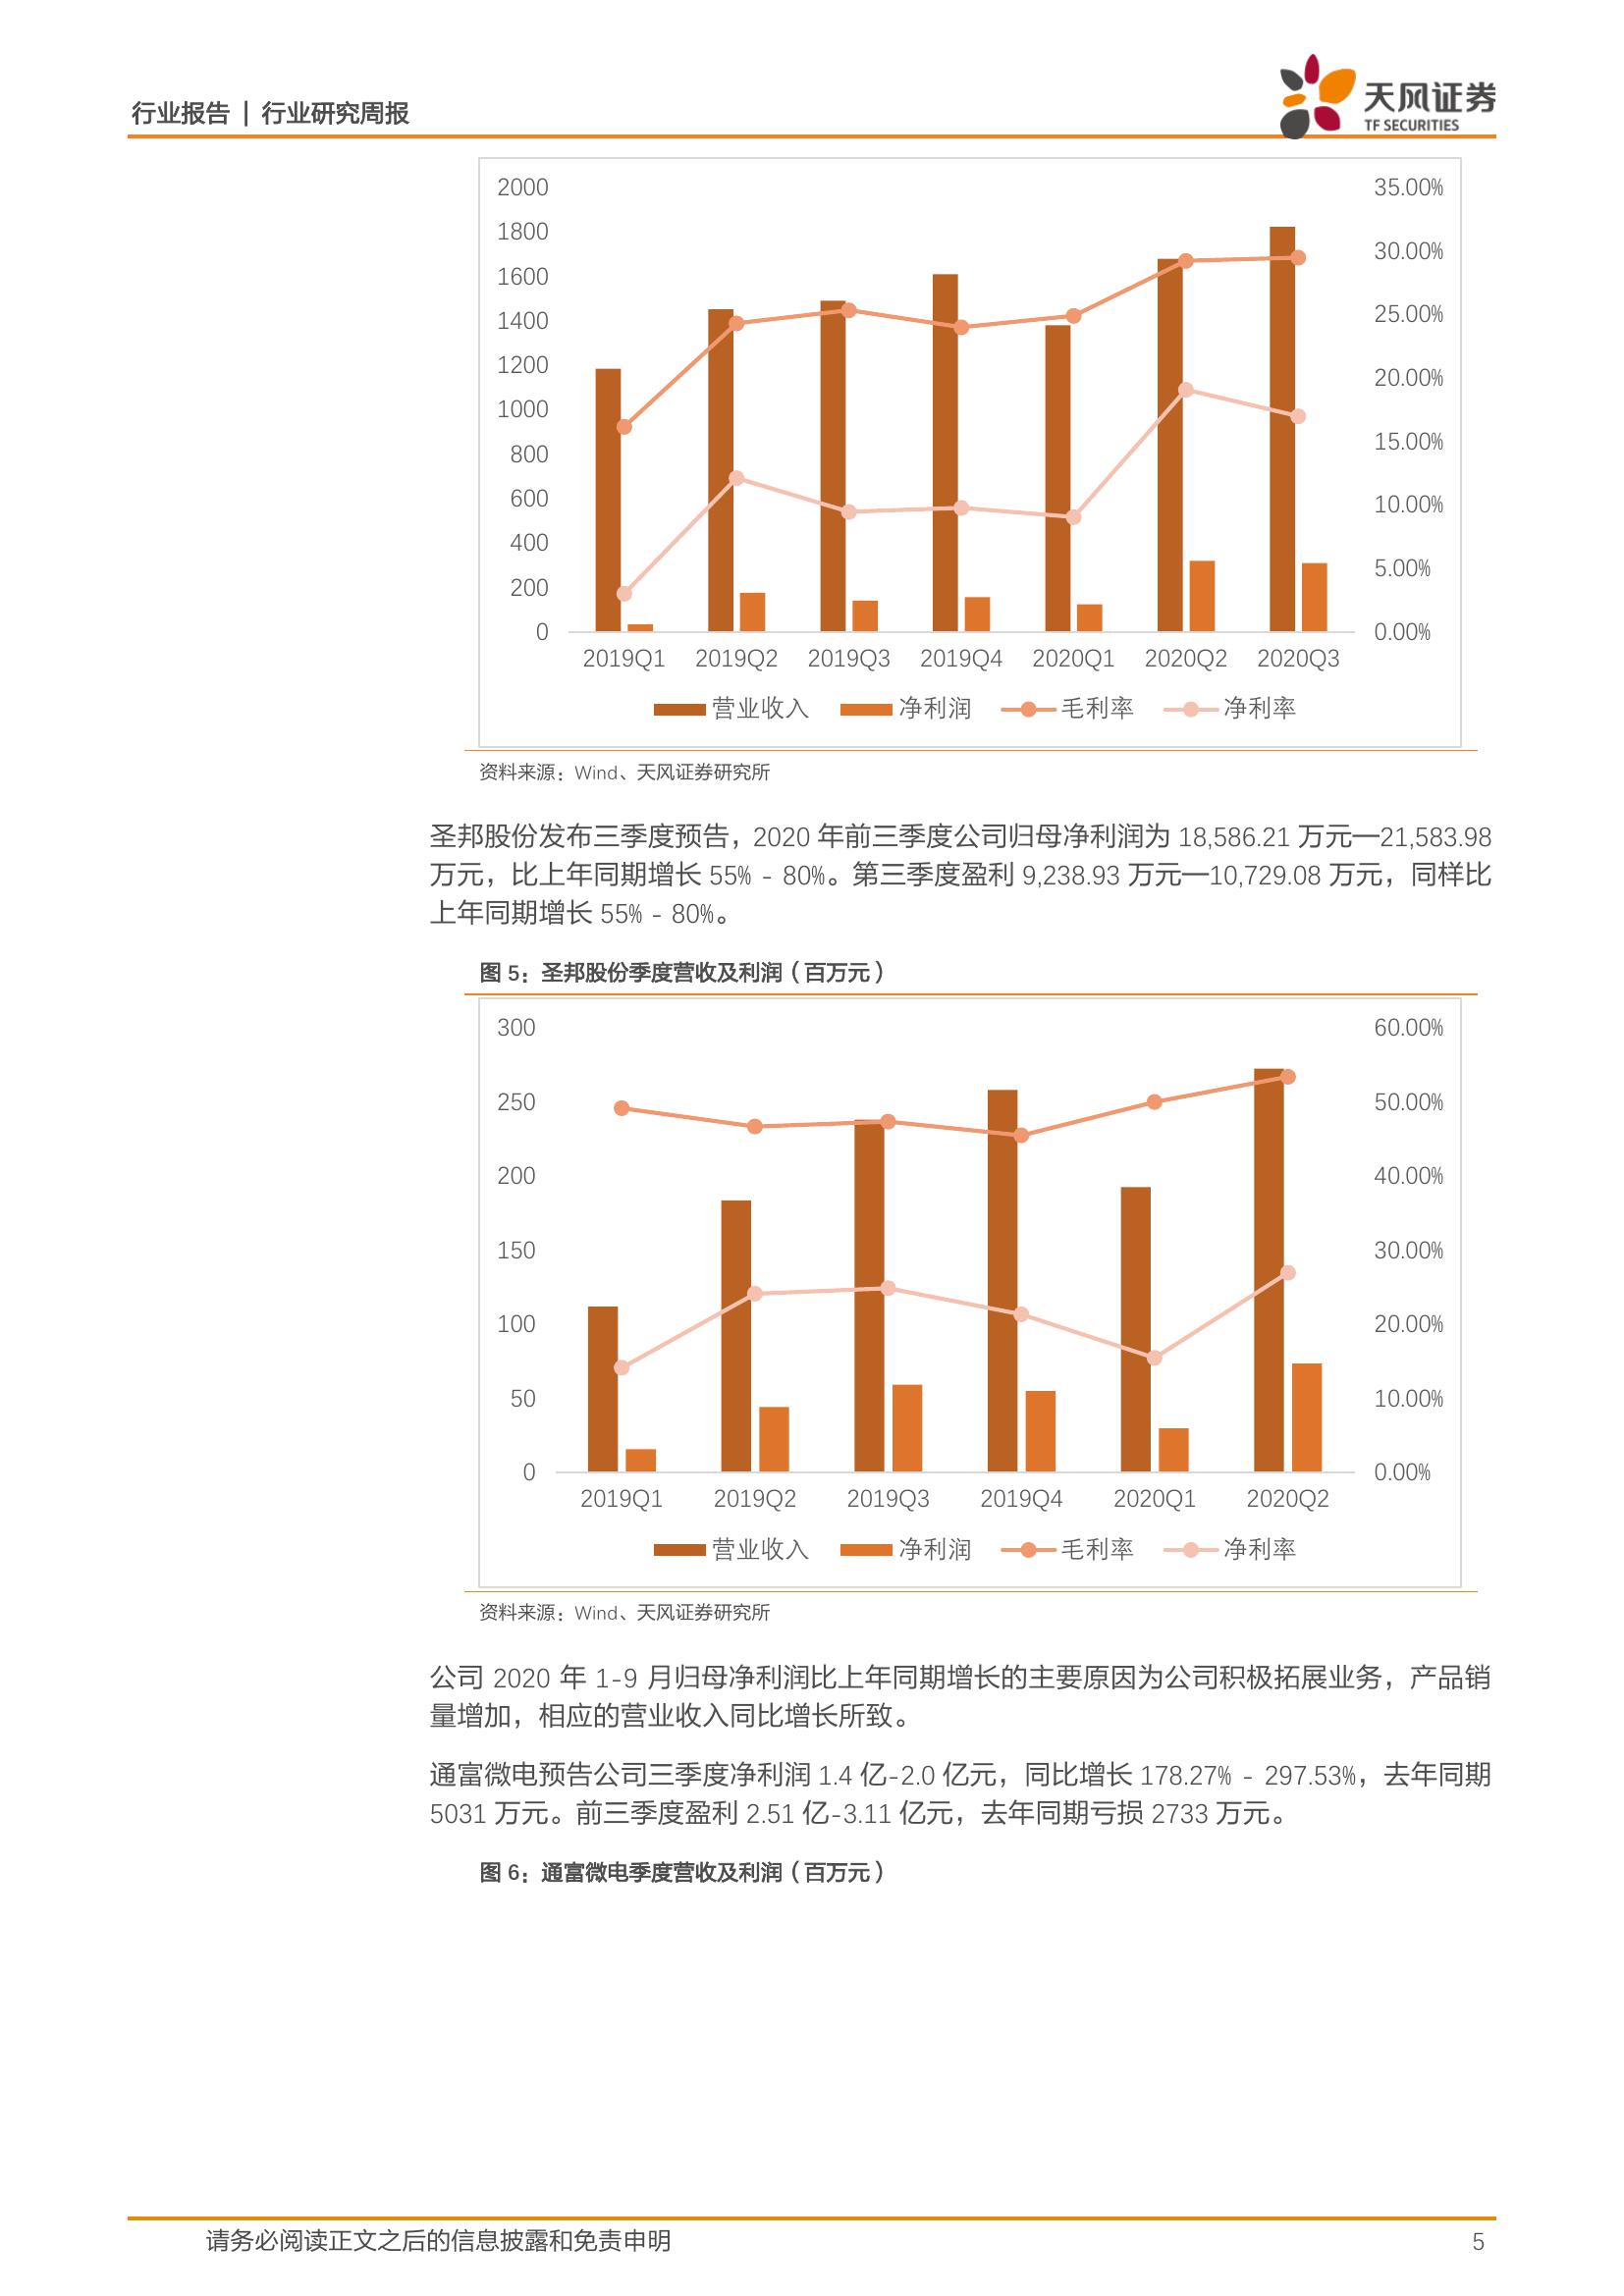 行业报告 | 行业研究周报
天风证券
TF SECURITIES
2000
1800
1600
1400
1200
1000
800
600
400
200
0
35.00%
30.00%
25.00%
20.00%
15.00%
10.00%
5.00%
0.00%
2019Q1 2019Q2 2019Q3 2019Q4 2020Q1 2020Q2 2020Q3
营业收入 净利润 毛利率 净利率
资料来源：Wind、天风证券研究所
圣邦股份发布三季度预告，2020 年前三季度公司归母净利润为 18,586.21 万元—21,583.98
万元，比上年同期增长 55% - 80%。第三季度盈利 9,238.93 万元—10,729.08 万元，同样比
上年同期增长 55% - 80%。
图 5：圣邦股份季度营收及利润（百万元）
300
250
200
150
100
50
0
60.00%
50.00%
40.00%
30.00%
20.00%
10.00%
0.00%
2019Q1 2019Q2 2019Q3 2019Q4 2020Q1 2020Q2
营业收入 净利润 毛利率 净利率
资料来源：Wind、天风证券研究所
公司 2020 年 1-9 月归母净利润比上年同期增长的主要原因为公司积极拓展业务，产品销
量增加，相应的营业收入同比增长所致。
通富微电预告公司三季度净利润 1.4 亿-2.0 亿元，同比增长 178.27% - 297.53%，去年同期
5031 万元。前三季度盈利 2.51 亿-3.11 亿元，去年同期亏损 2733 万元。
图 6：通富微电季度营收及利润（百万元）
请务必阅读正文之后的信息披露和免责申明 5